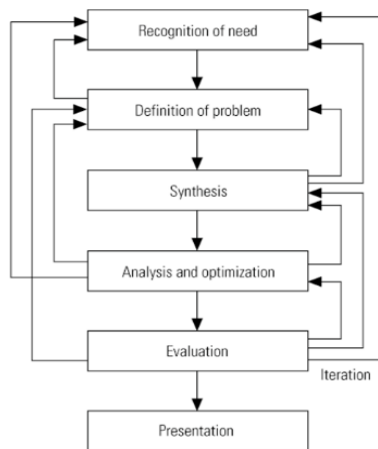 Recognition of need
Definition of problem
Synthesis
Analysis and optimization
Evaluation
Iteration
Presentation